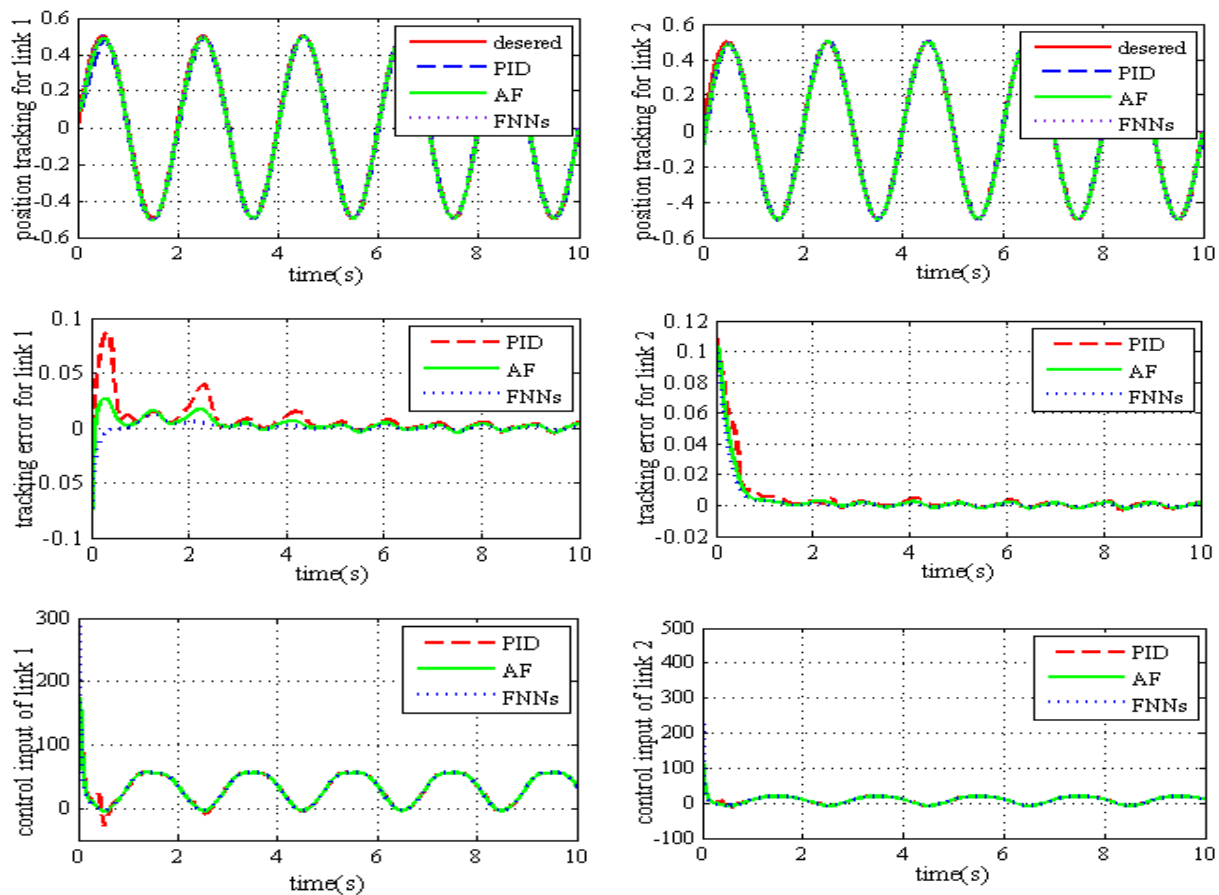 position tracking for link 1
0.6
0.4
0.2
0
-0.2
-0.4
-0.6
0 2 4 6 8 10
time(s)
desered
PID
AF
FNNs
position tracking for link 2
0.6
0.4
0.2
0
-.2
-.4
-0.6
0 2 4 6 8 10
time(s)
desered
PID
AF
FNNs
tracking error for link 1
0.1
0.05
0
-0.05
-0.1
0 2 4 6 8 10
time(s)
PID
AF
FNNs
tracking error for link 2
0.12
0.1
0.08
0.06
0.04
0.02
0
-0.02
0 2 4 6 8 10
time(s)
PID
AF
FNNs
control input of link 1
300
200
100
0
0 2 4 6 8 10
time(s)
PID
AF
FNNs
control input of link 2
500
400
300
200
100
0
-100
0 2 4 6 8 10
time(s)
PID
AF
FNNs